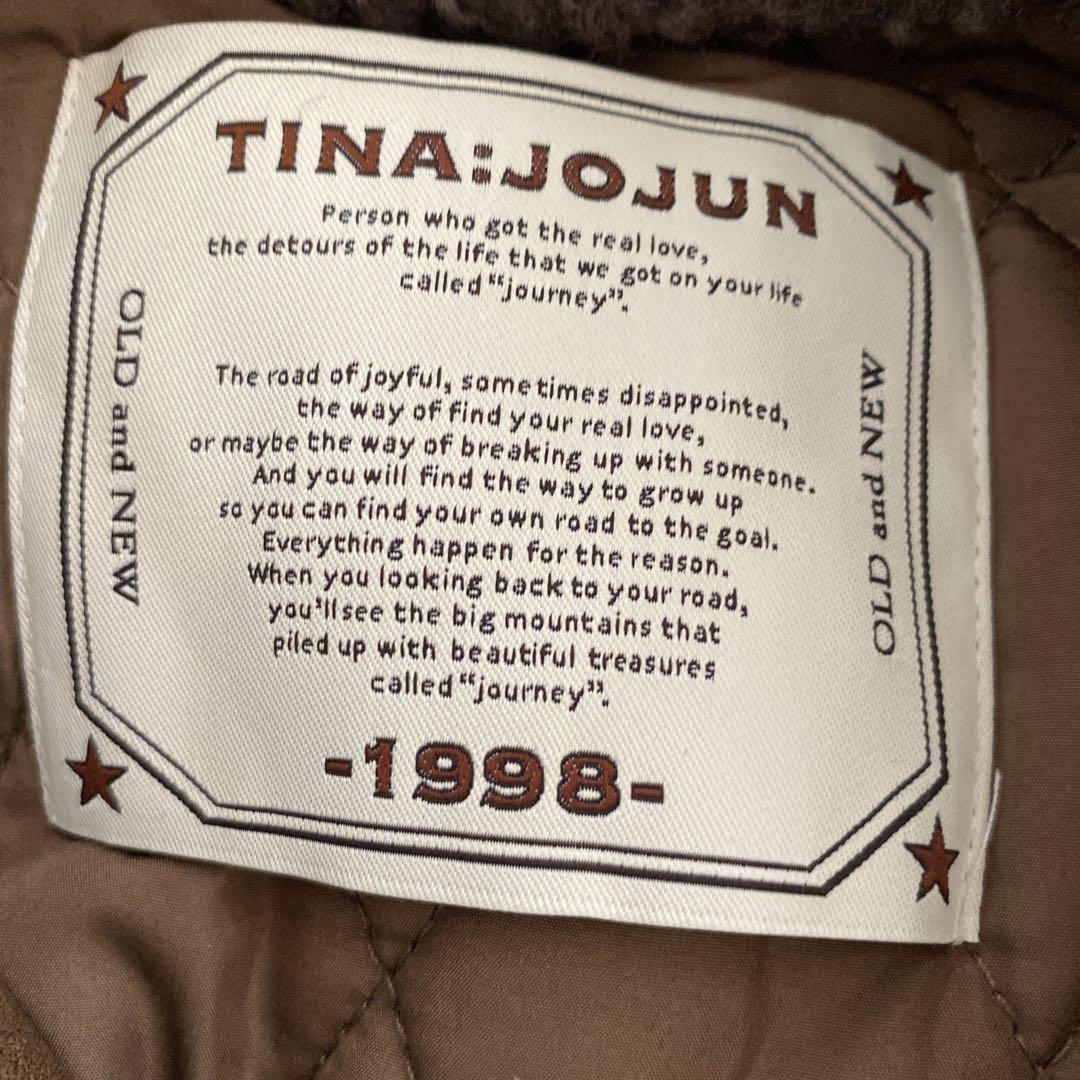 TINA:JOJUN
Person who got the real love,
the detours of the life that we got on your life
called "journey".
OLD and NEW
OLD and NEW
The road of joyful, sometimes disappointed,
the way of find your real love,
or maybe the way of breaking up with someone.
And you will find the way to grow up
so you can find your own road to the goal.
Everything happen for the reason.
When you looking back to your road,
you'll see the big mountains that
piled up with beautiful treasures
called "journey".
-1998-